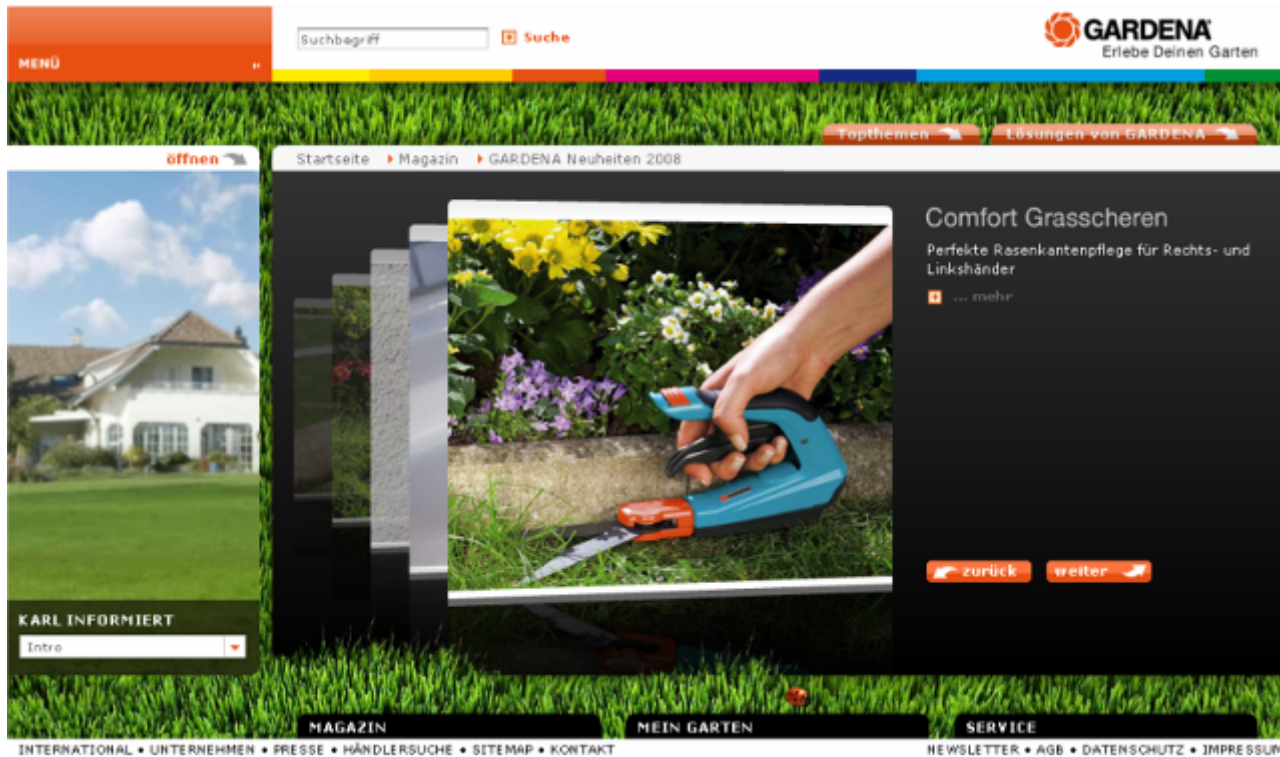 MENÜ
Suchbegriff
Suche
GARDENA
Erlebe Deinen Garten
Topthemen
Lösungen von GARDENA
öffnen
Startseite Magazin GARDENA Neuheiten 2008
Comfort Grasscheren
Perfekte Rasenkantenpflege für Rechts- und
Linkshänder
... mehr
zurück weiter
KARL INFORMIERT
Intro
MAGAZIN MEIN GARTEN SERVICE
INTERNATIONAL • UNTERNEHMEN • PRESSE • HÄNDLERSUCHE • SITEMAP • KONTAKT
NEWSLETTER • AGB • DATENSCHUTZ • IMPRESSUM